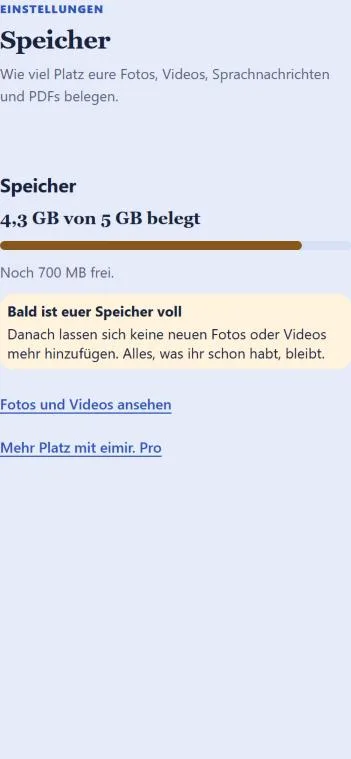 EINSTELLUNGEN
Speicher
Wie viel Platz eure Fotos, Videos, Sprachnachrichten
und PDFs belegen.
Speicher
4,3 GB von 5 GB belegt
Noch 700 MB frei.
Bald ist euer Speicher voll
Danach lassen sich keine neuen Fotos oder Videos
mehr hinzufügen. Alles, was ihr schon habt, bleibt.
Fotos und Videos ansehen
Mehr Platz mit eimir. Pro